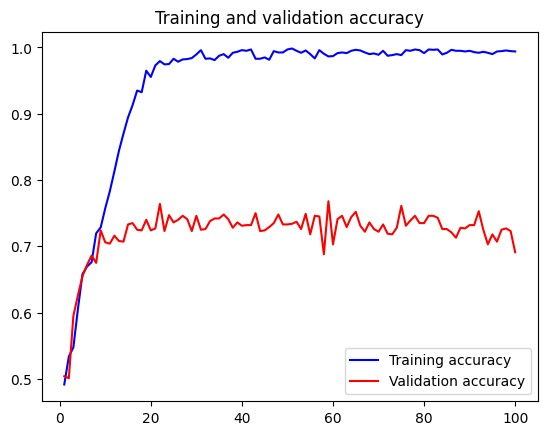 Training and validation accuracy
1.0
0.9
0.8
0.7
0.6
0.5
Training accuracy
Validation accuracy
0 20 40 60 80 100